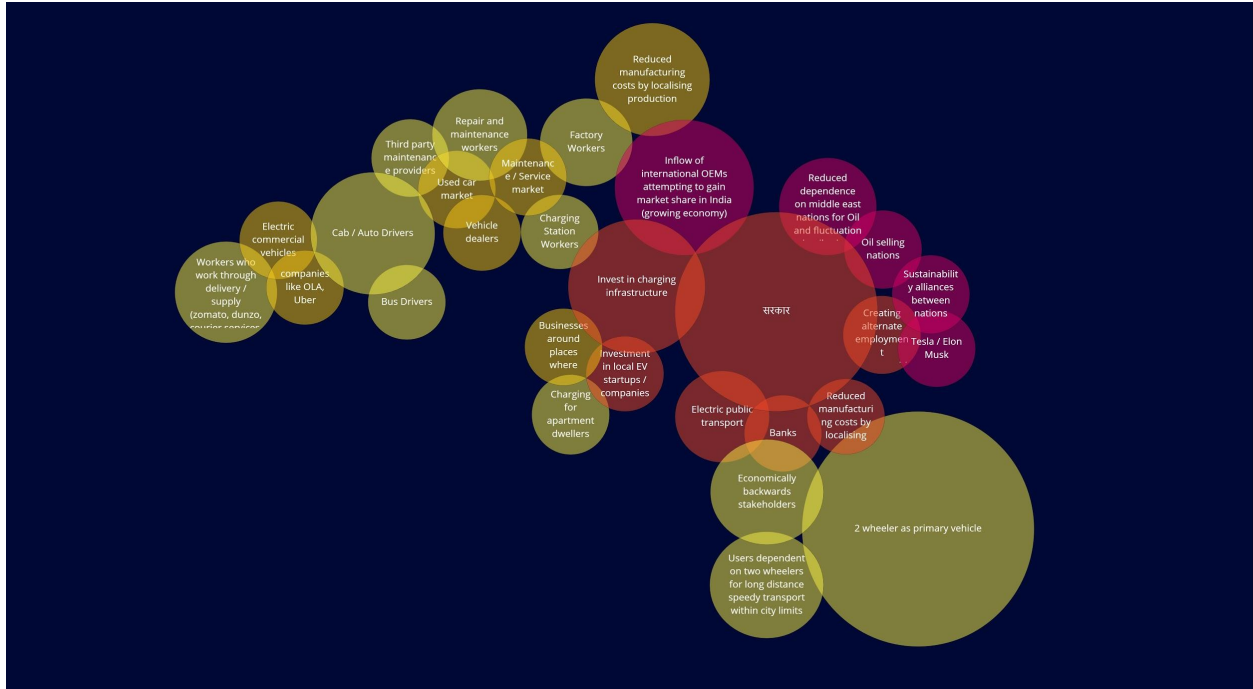 Reduced
manufacturing
costs by localising
production
Repair and
maintenance
workers
Factory
Workers
Third party
maintenanc
e providers
Used car
market
Maintenanc
e / Service
market
Inflow of
international OEMs
attempting to gain
market share in India
(growing economy)
Reduced
dependence
on middle east
nations for Oil
and fluctuation
Cab / Auto Drivers
Vehicle
dealers
Charging
Station
Workers
Electric
commercial
vehicles
Oil selling
nations
Workers who
work through
delivery /
supply
(zomato, dunzo,
courier services
companies
like OLA,
Uber
Bus Drivers
Invest in charging
infrastructure
सरकार
Sustainabilit
y alliances
between
nations
Creating
alternate
employmen
t
Tesla / Elon
Musk
Businesses
around
places
where
Investment
in local EV
startups /
companies
Charging
for
apartment
dwellers
Electric public
transport
Banks
Reduced
manufacturi
ng costs by
localising
Economically
backwards
stakeholders
2 wheeler as primary vehicle
Users dependent
on two wheelers
for long distance
speedy transport
within city limits